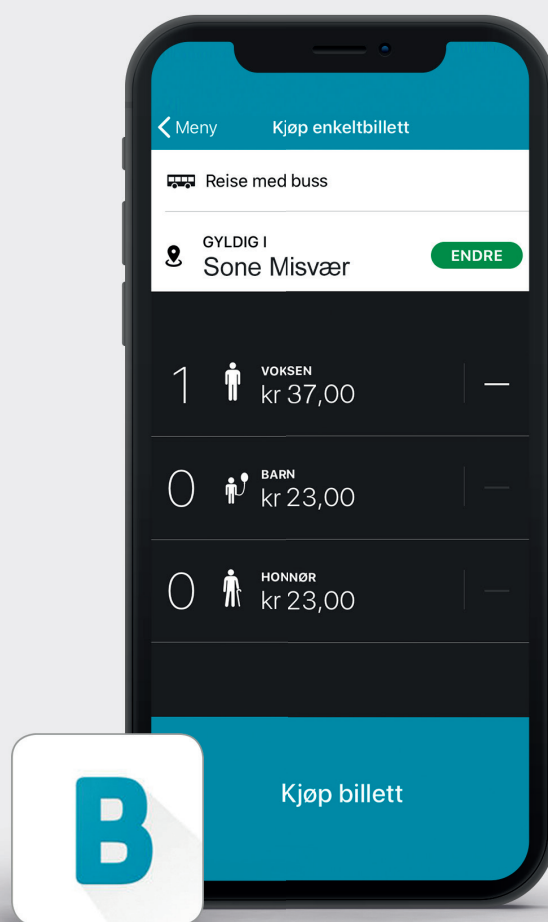 Meny
Kjøp enkeltbillett
Reise med buss
GYLDIG I
Sone Misvær
ENDRE
1
VOKSEN
kr 37,00
0
BARN
kr 23,00
0
HONNØR
kr 23,00
Kjøp billett
B